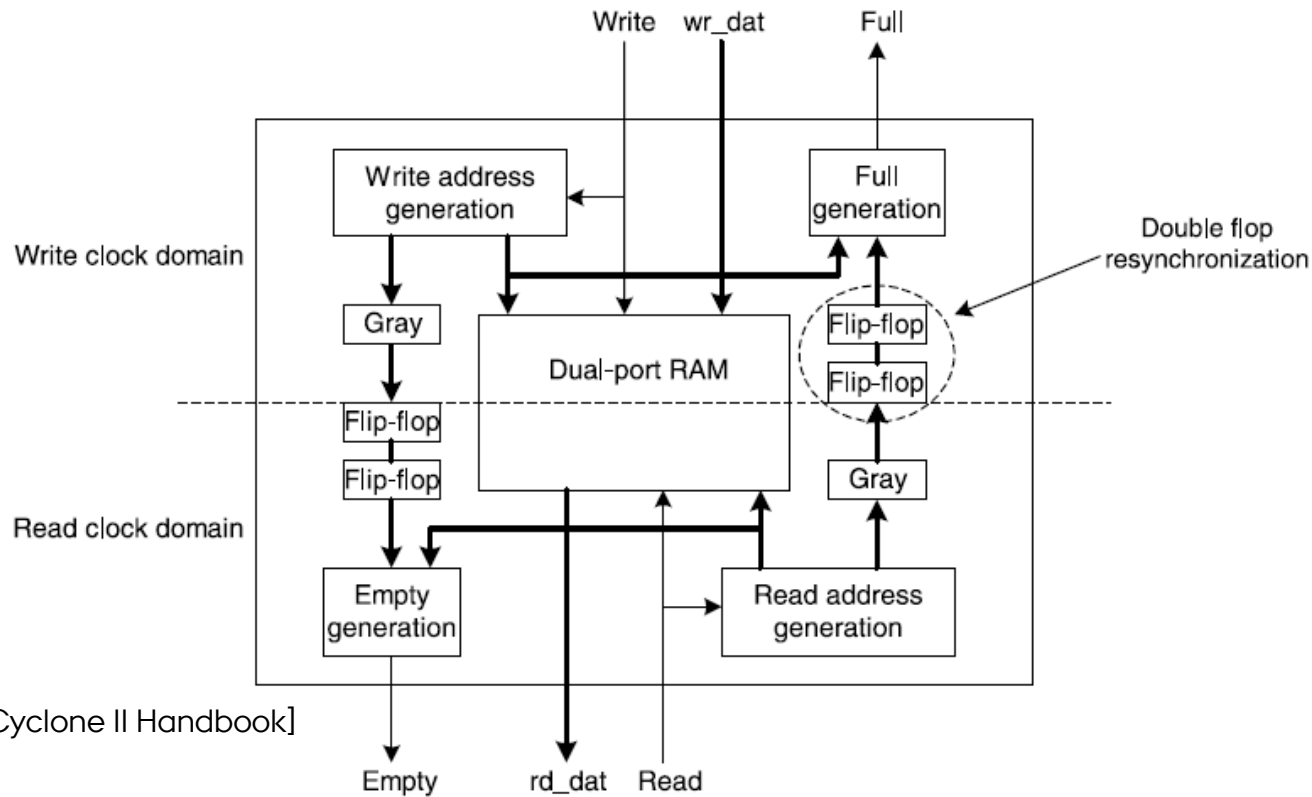 Write
wr_dat
Full
Write address
generation
Full
generation
Double flop
resynchronization
Write clock domain
Gray
Flip-flop
Flip-flop
Dual-port RAM
Flip-flop
Flip-flop
Gray
Read clock domain
Empty
generation
Read address
generation
Cyclone II Handbook]
Empty
rd_dat
Read